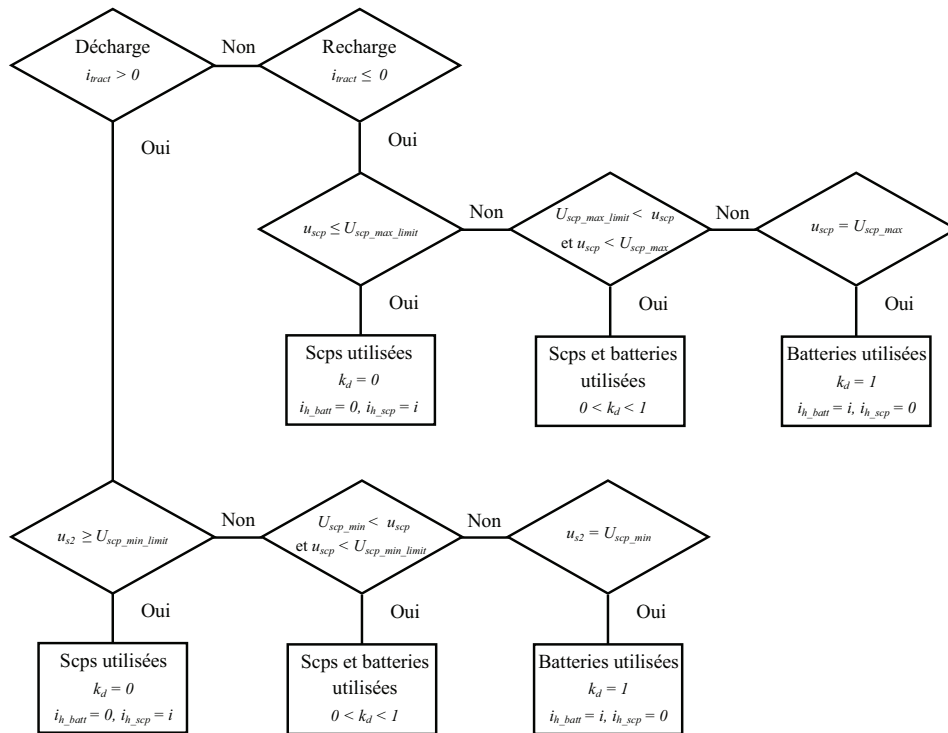 Décharge
i_tract > 0
Non
Recharge
i_tract ≤ 0
Oui
Oui
u_scp ≤ U_scp_max_limit
Non
U_scp_max_limit < u_scp
et u_scp < U_scp_max
Non
u_scp = U_scp_max
Oui
Oui
Oui
Scps utilisées
k_d = 0
i_h_batt = 0, i_h_scp = i
Scps et batteries
utilisées
0 < k_d < 1
Batteries utilisées
k_d = 1
i_h_batt = i, i_h_scp = 0
u_s2 ≥ U_scp_min_limit
Non
U_scp_min < u_scp
et u_scp < U_scp_min_limit
Non
u_s2 = U_scp_min
Oui
Oui
Oui
Scps utilisées
k_d = 0
i_h_batt = 0, i_h_scp = i
Scps et batteries
utilisées
0 < k_d < 1
Batteries utilisées
k_d = 1
i_h_batt = i, i_h_scp = 0